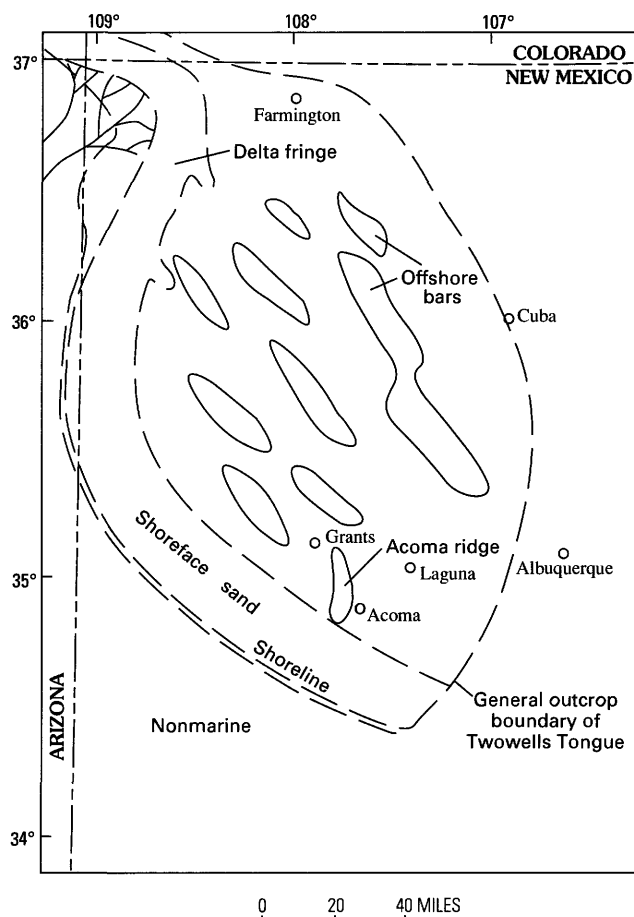 109° 108° 107°
37°
COLORADO
NEW MEXICO
Farmington
Delta fringe
Offshore
bars
36°
Cuba
Grants
Shoreface sand
Acoma ridge
Laguna
Albuquerque
35°
Acoma
Shoreline
General outcrop
boundary of
Twowells Tongue
ARIZONA
Nonmarine
34°
0 20 40 MILES